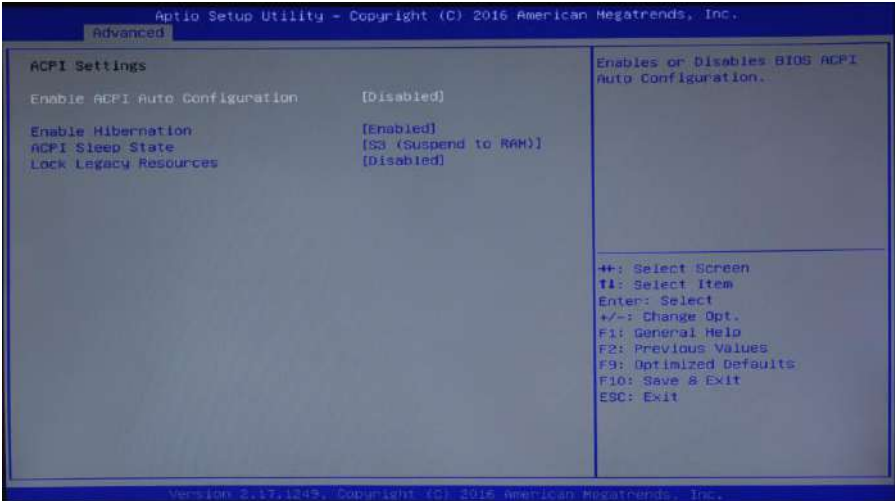 Aptio Setup Utility – Copyright (C) 2016 American Megatrends, Inc.
Advanced
ACPI Settings
Enable ACPI Auto Configuration [Disabled]
Enable Hibernation [Enabled]
ACPI Sleep State [S3 (Suspend to RAM)]
Lock Legacy Resources [Disabled]
Enables or Disables BIOS ACPI
Auto Configuration.
→←: Select Screen
↑↓: Select Item
Enter: Select
+/-: Change Opt.
F1: General Help
F2: Previous Values
F9: Optimized Defaults
F10: Save & Exit
ESC: Exit
Version 2.17.1249. Copyright (C) 2016 American Megatrends, Inc.